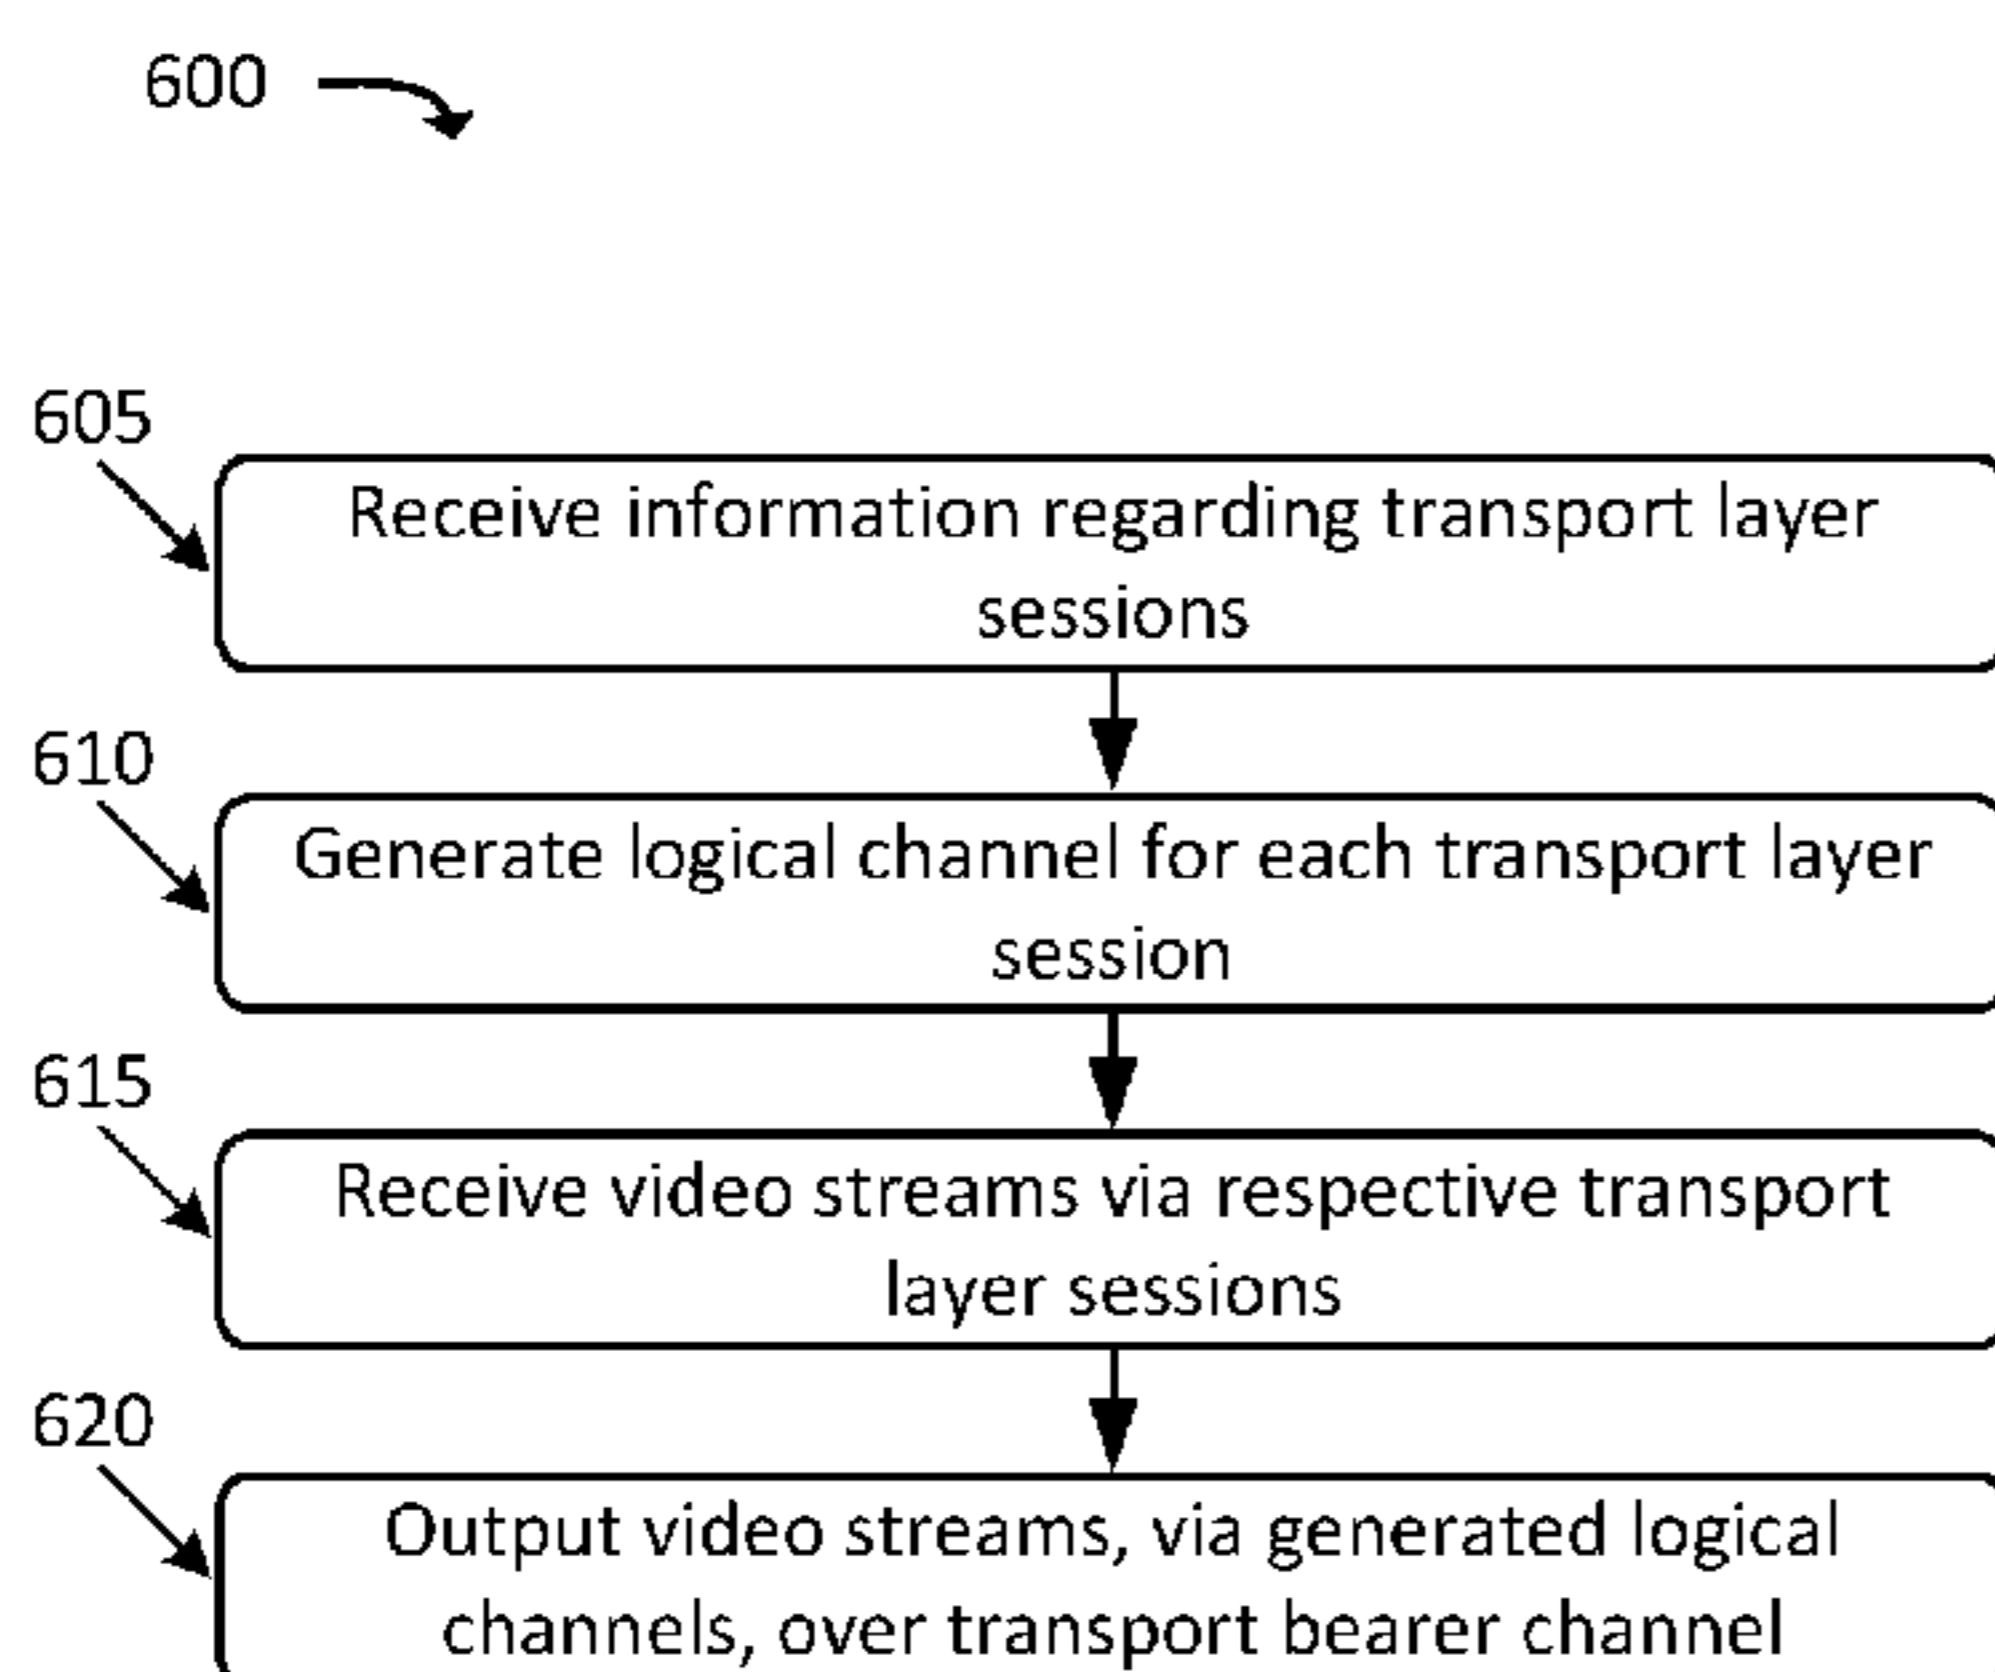 600
605
Receive information regarding transport layer
sessions
610
Generate logical channel for each transport layer
session
615
Receive video streams via respective transport
layer sessions
620
Output video streams, via generated logical
channels, over transport bearer channel